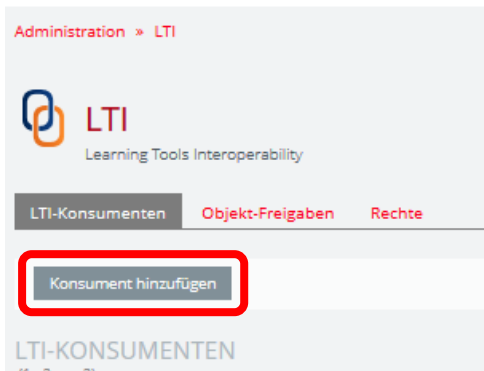 Administration » LTI
LTI
Learning Tools Interoperability
LTI-Konsumenten Objekt-Freigaben Rechte
Konsument hinzufügen
LTI-KONSUMENTEN